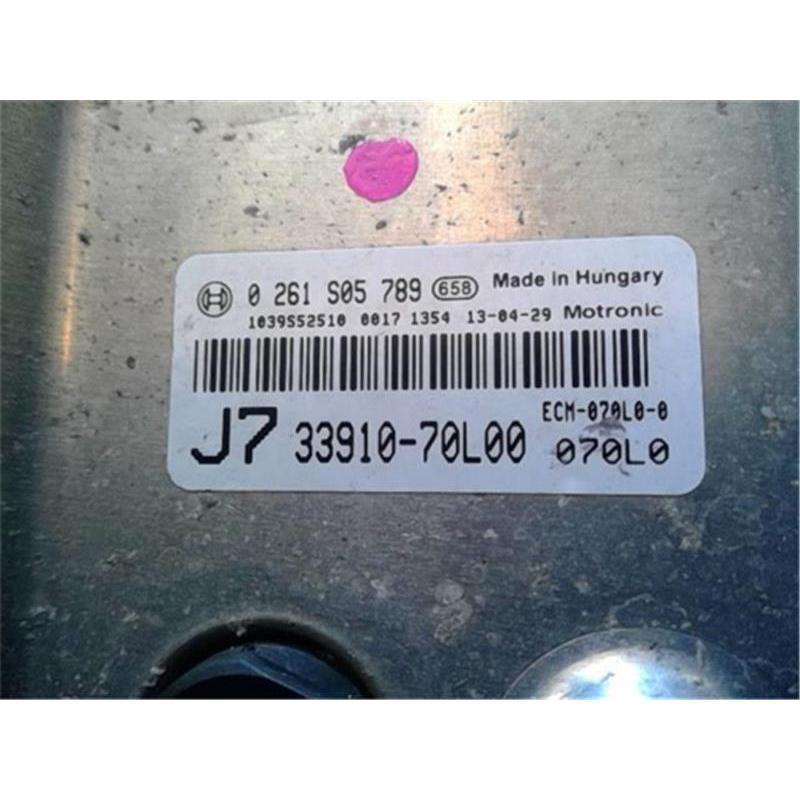 0 261 S05 789 658 Made in Hungary
1039S52510 0017 1354 13-04-29 Motronic
ECM-070L0-0
J7 33910-70L00 070L0